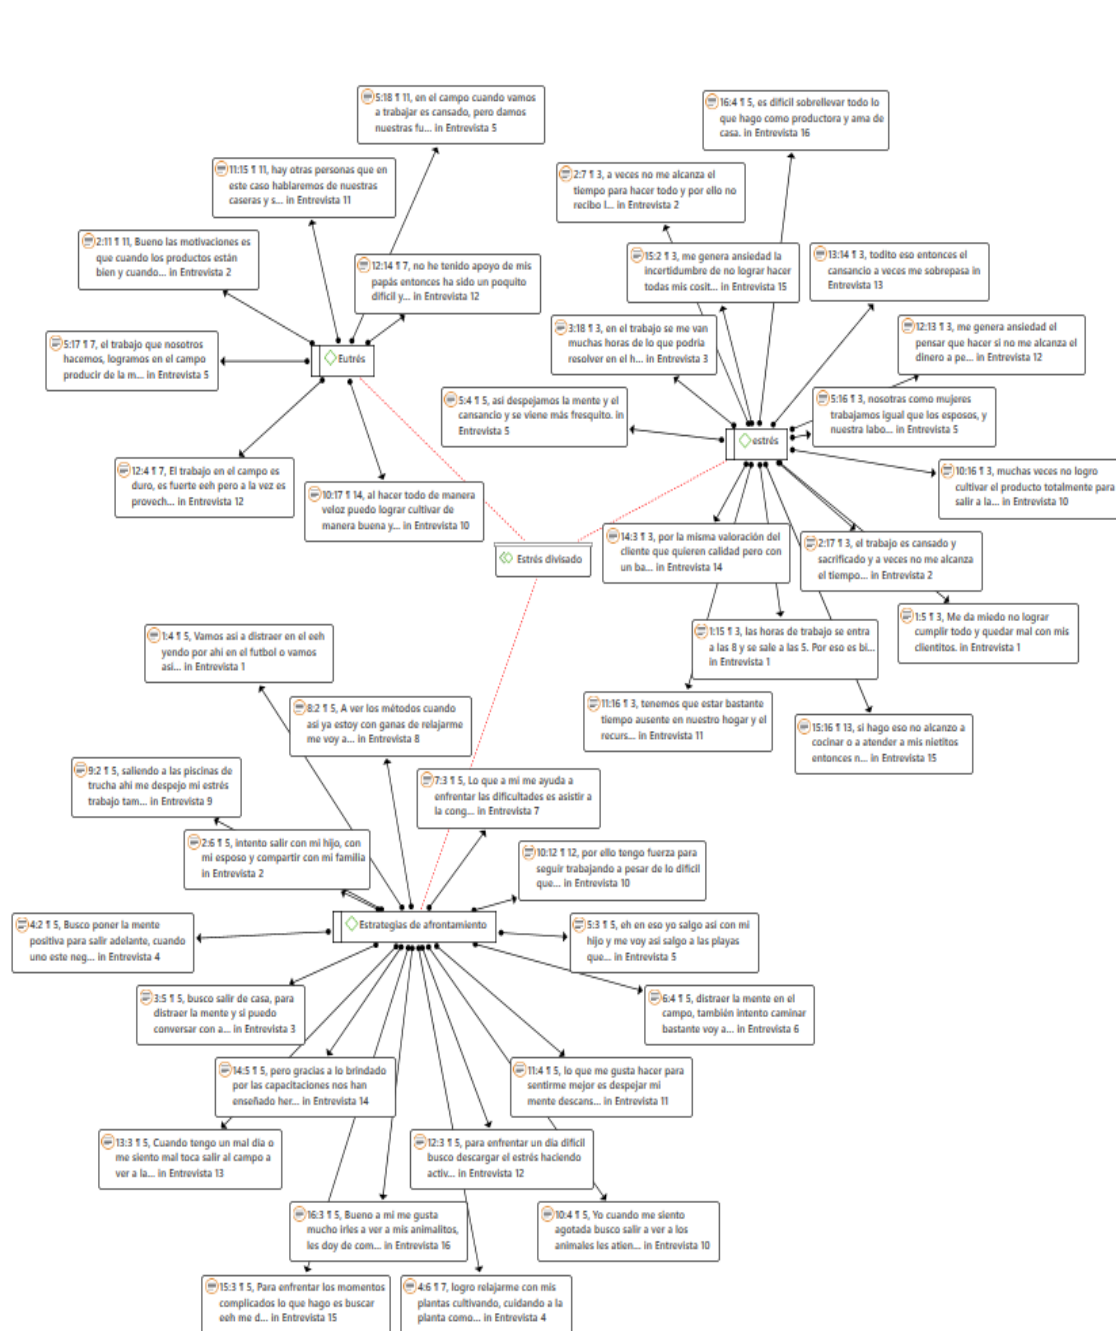 5:18 ¶ 11, en el campo cuando vamos
a trabajar es cansado, pero damos
nuestras fu... in Entrevista 5
16:4 ¶ 5, es dificil sobrellevar todo lo
que hago como productora y ama de
casa. in Entrevista 16
11:15 ¶ 11, hay otras personas que en
este caso hablaremos de nuestras
caseras y s... in Entrevista 11
2:7 ¶ 3, a veces no me alcanza el
tiempo para hacer todo y por ello no
recibo l... in Entrevista 2
2:11 ¶ 11, Bueno las motivaciones es
que cuando los productos están
bien y cuando... in Entrevista 2
12:14 ¶ 7, no he tenido apoyo de mis
papás entonces ha sido un poquito
dificil y... in Entrevista 12
15:2 ¶ 3, me genera ansiedad la
incertidumbre de no lograr hacer
todas mis cosit... in Entrevista 15
13:14 ¶ 3, todito eso entonces el
cansancio a veces me sobrepasa in
Entrevista 13
5:17 ¶ 7, el trabajo que nosotros
hacemos, logramos en el campo
producir de la m... in Entrevista 5
Eutrés
3:18 ¶ 3, en el trabajo se me van
muchas horas de lo que podria
resolver en el h... in Entrevista 3
12:13 ¶ 3, me genera ansiedad el
pensar que hacer si no me alcanza el
dinero a pe... in Entrevista 12
5:4 ¶ 5, asi despejamos la mente y el
cansancio y se viene más fresquito. in
Entrevista 5
estrés
5:16 ¶ 3, nosotras como mujeres
trabajamos igual que los esposos, y
nuestra labo... in Entrevista 5
12:4 ¶ 7, El trabajo en el campo es
duro, es fuerte eeh pero a la vez es
provech... in Entrevista 12
10:17 ¶ 14, al hacer todo de manera
veloz puedo lograr cultivar de
manera buena y... in Entrevista 10
10:16 ¶ 3, muchas veces no logro
cultivar el producto totalmente para
salir a la... in Entrevista 10
Estrés divisado
14:3 ¶ 3, por la misma valoración del
cliente que quieren calidad pero con
un ba... in Entrevista 14
2:17 ¶ 3, el trabajo es cansado y
sacrificado y a veces no me alcanza
el tiempo... in Entrevista 2
1:4 ¶ 5, Vamos asi a distraer en el eeh
yendo por ahi en el futbol o vamos
asi... in Entrevista 1
1:15 ¶ 3, las horas de trabajo se entra
a las 8 y se sale a las 5. Por eso es bi...
in Entrevista 1
1:5 ¶ 3, Me da miedo no lograr
cumplir todo y quedar mal con mis
clientitos. in Entrevista 1
8:2 ¶ 5, A ver los métodos cuando
asi ya estoy con ganas de relajarme
me voy a... in Entrevista 8
11:16 ¶ 3, tenemos que estar bastante
tiempo ausente en nuestro hogar y el
recurs... in Entrevista 11
15:16 ¶ 13, si hago eso no alcanzo a
cocinar o a atender a mis nietitos
entonces n... in Entrevista 15
9:2 ¶ 5, saliendo a las piscinas de
trucha ahi me despejo mi estrés
trabajo tam... in Entrevista 9
7:3 ¶ 5, Lo que a mi me ayuda a
enfrentar las dificultades es asistir a
la cong... in Entrevista 7
2:6 ¶ 5, intento salir con mi hijo, con
mi esposo y compartir con mi familia
in Entrevista 2
10:12 ¶ 12, por ello tengo fuerza para
seguir trabajando a pesar de lo dificil
que... in Entrevista 10
4:2 ¶ 5, Busco poner la mente
positiva para salir adelante, cuando
uno este neg... in Entrevista 4
Estrategias de afrontamiento
5:3 ¶ 5, eh en eso yo salgo asi con mi
hijo y me voy asi salgo a las playas
que... in Entrevista 5
3:5 ¶ 5, busco salir de casa, para
distraer la mente y si puedo
conversar con a... in Entrevista 3
6:4 ¶ 5, distraer la mente en el
campo, también intento caminar
bastante voy a... in Entrevista 6
14:5 ¶ 5, pero gracias a lo brindado
por las capacitaciones nos han
enseñado her... in Entrevista 14
11:4 ¶ 5, lo que me gusta hacer para
sentirme mejor es despejar mi
mente descans... in Entrevista 11
13:3 ¶ 5, Cuando tengo un mal dia o
me siento mal toca salir al campo a
ver a la... in Entrevista 13
12:3 ¶ 5, para enfrentar un dia dificil
busco descargar el estrés haciendo
activ... in Entrevista 12
16:3 ¶ 5, Bueno a mi me gusta
mucho irles a ver a mis animalitos,
les doy de com... in Entrevista 16
10:4 ¶ 5, Yo cuando me siento
agotada busco salir a ver a los
animales les atien... in Entrevista 10
15:3 ¶ 5, Para enfrentar los momentos
complicados lo que hago es buscar
eeh me d... in Entrevista 15
4:6 ¶ 7, logro relajarme con mis
plantas cultivando, cuidando a la
planta como... in Entrevista 4